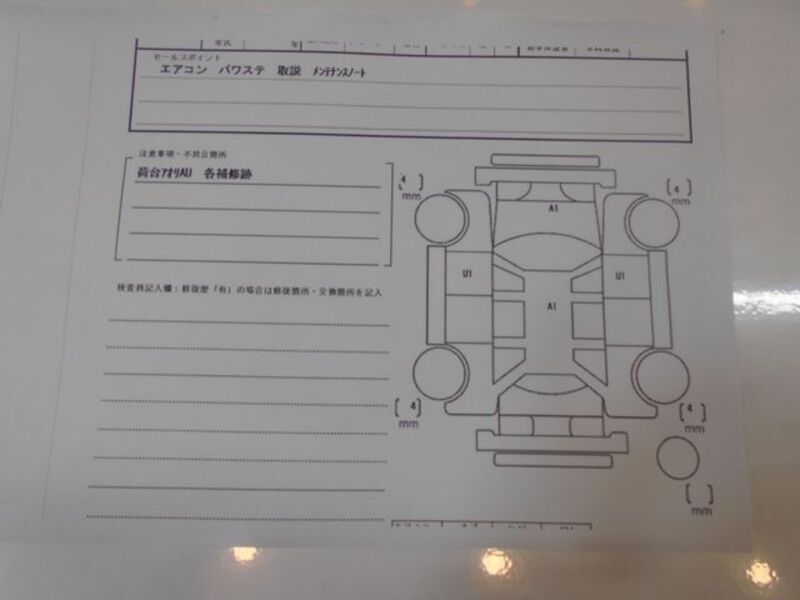 年式 年
セールスポイント
エアコン パワステ 取説 ﾒﾝﾃﾅﾝｽﾉｰﾄ
注意事項・不具合箇所
荷台ｱｵﾘAU 各補修跡
検査員記入欄：修復歴「有」の場合は修復箇所・交換箇所を記入
4
mm
4
mm
A1
U1
U1
A1
4
mm
4
mm
mm